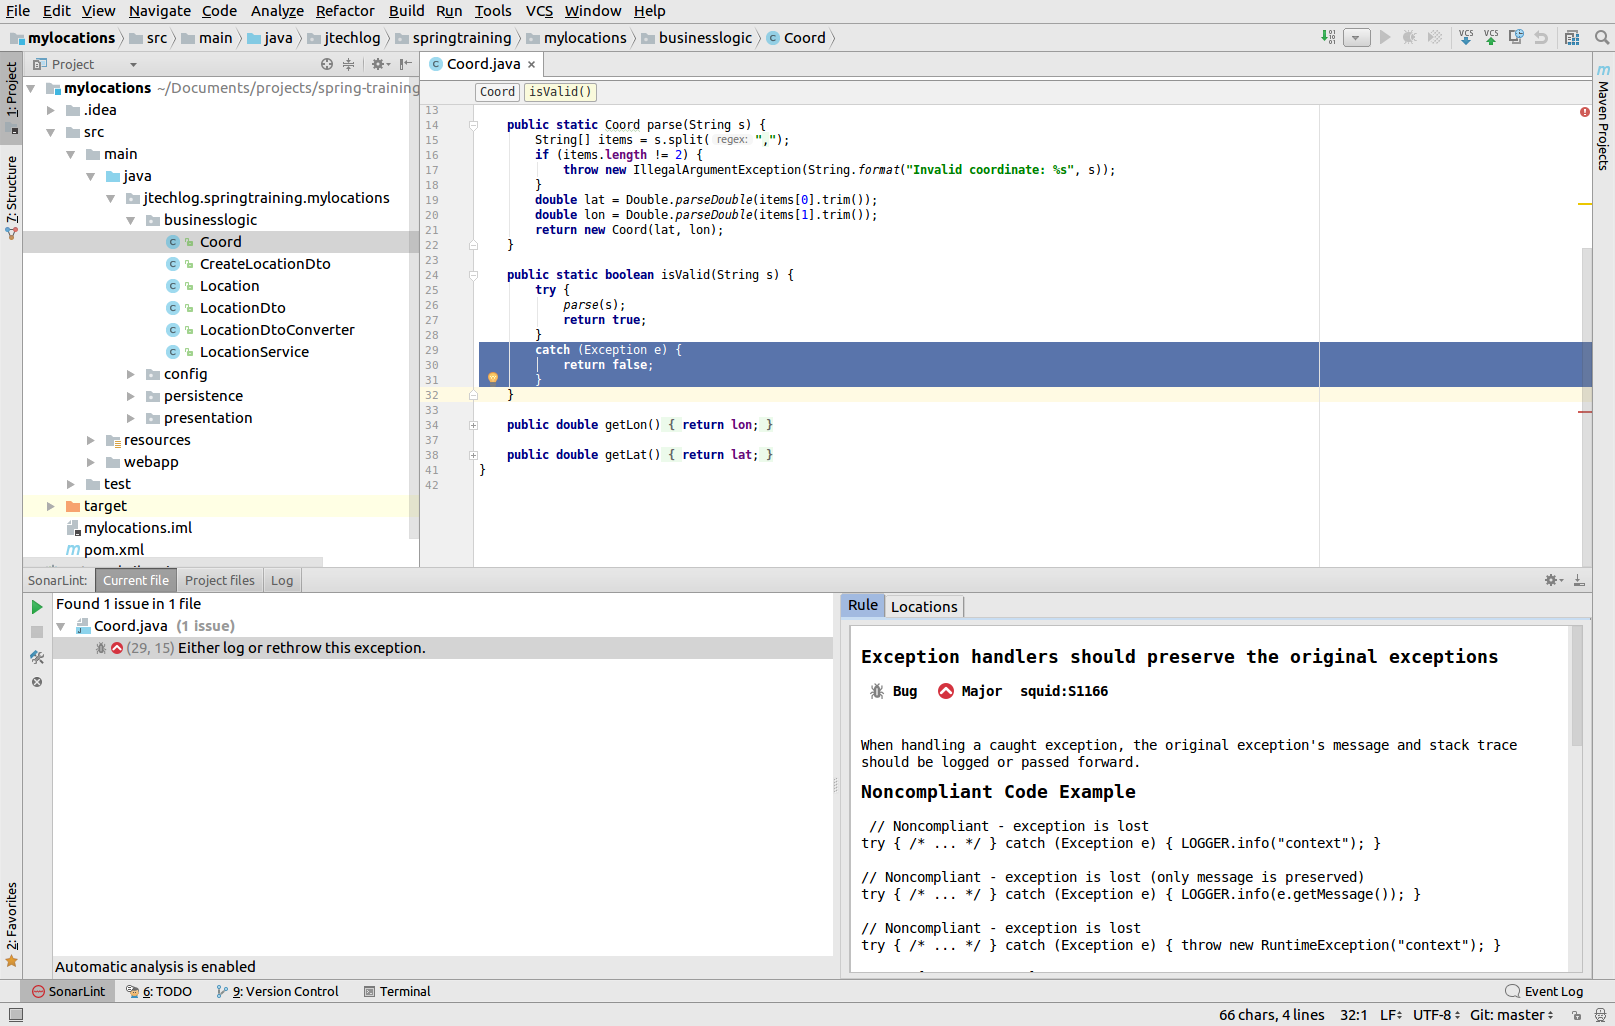 File Edit View Navigate Code Analyze Refactor Build Run Tools VCS Window Help
mylocations src main java jtechlog springtraining mylocations businesslogic Coord
VCS VCS
Project
Coord.java
1: Project
7: Structure
2: Favorites
Maven Projects
mylocations ~/Documents/projects/spring-training
.idea
src
main
java
jtechlog.springtraining.mylocations
businesslogic
Coord
CreateLocationDto
Location
LocationDto
LocationDtoConverter
LocationService
config
persistence
presentation
resources
webapp
test
target
mylocations.iml
pom.xml
Coord isValid()
13
14 public static Coord parse(String s) {
15 String[] items = s.split( regex: ",");
16 if (items.length != 2) {
17 throw new IllegalArgumentException(String.format("Invalid coordinate: %s", s));
18 }
19 double lat = Double.parseDouble(items[0].trim());
20 double lon = Double.parseDouble(items[1].trim());
21 return new Coord(lat, lon);
22 }
23
24 public static boolean isValid(String s) {
25 try {
26 parse(s);
27 return true;
28 }
29 catch (Exception e) {
30 return false;
31 }
32 }
33
34 public double getLon() { return lon; }
37
38 public double getLat() { return lat; }
41 }
42
SonarLint: Current file Project files Log
Found 1 issue in 1 file
Coord.java (1 issue)
(29, 15) Either log or rethrow this exception.
Automatic analysis is enabled
Rule Locations
Exception handlers should preserve the original exceptions
Bug Major squid:S1166
When handling a caught exception, the original exception's message and stack trace
should be logged or passed forward.
Noncompliant Code Example
// Noncompliant - exception is lost
try { /* ... */ } catch (Exception e) { LOGGER.info("context"); }
// Noncompliant - exception is lost (only message is preserved)
try { /* ... */ } catch (Exception e) { LOGGER.info(e.getMessage()); }
// Noncompliant - exception is lost
try { /* ... */ } catch (Exception e) { throw new RuntimeException("context"); }
SonarLint 6: TODO 9: Version Control Terminal Event Log
66 chars, 4 lines 32:1 LF UTF-8 Git: master